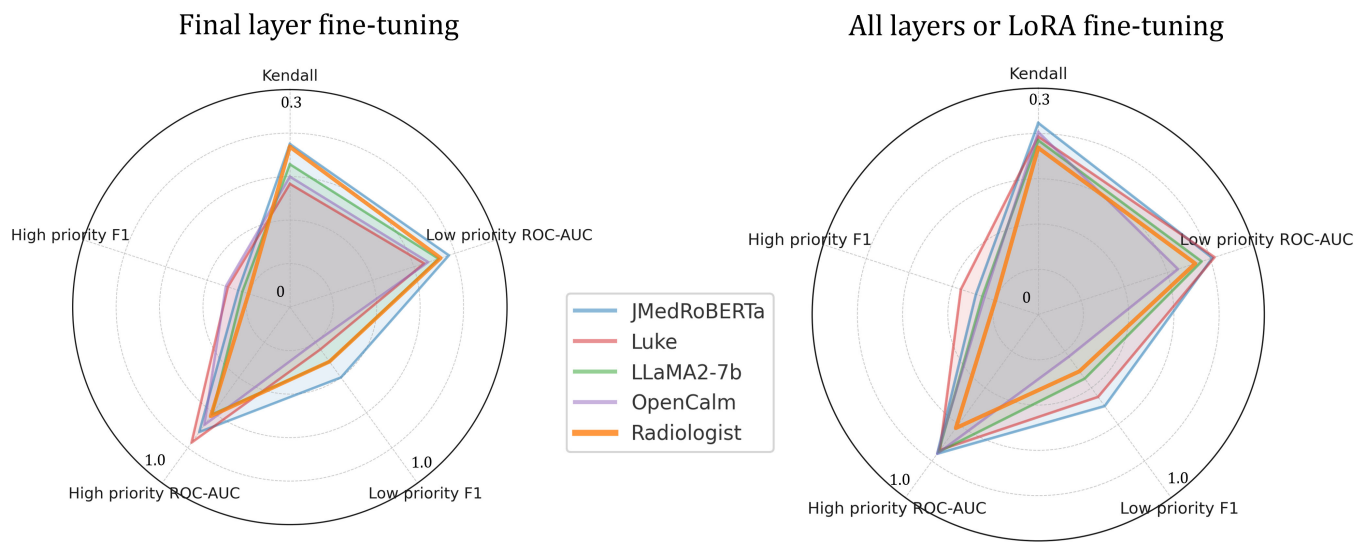 Final layer fine-tuning
All layers or LoRA fine-tuning
Kendall
0.3
High priority F1
Low priority ROC-AUC
0
1.0
1.0
High priority ROC-AUC
Low priority F1
JMedRoBERTa
Luke
LLaMA2-7b
OpenCalm
Radiologist
Kendall
0.3
High priority F1
Low priority ROC-AUC
0
1.0
1.0
High priority ROC-AUC
Low priority F1